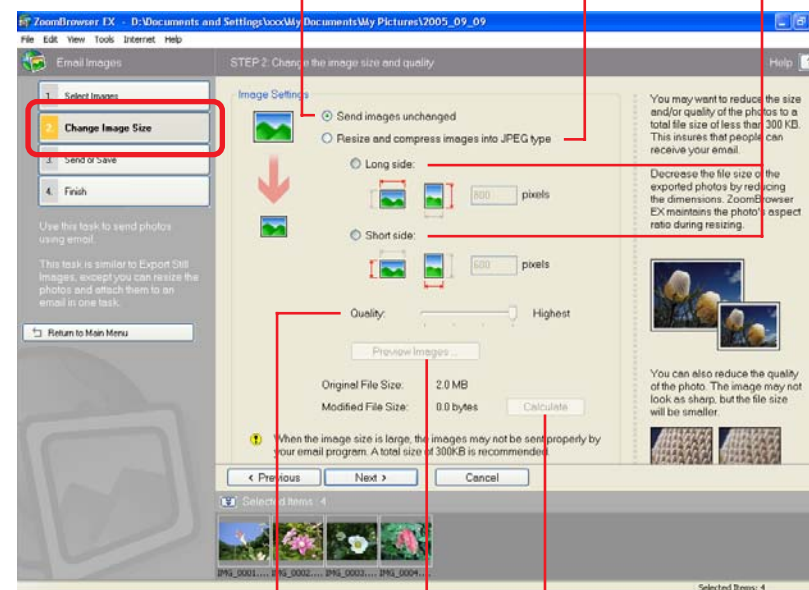 ZoomBrowser EX - D:\Documents and Settings\xxx\My Documents\My Pictures\2005_09_09
File Edit View Tools Internet Help
Email Images
STEP 2: Change the image size and quality
Help
1. Select Images
2. Change Image Size
3. Send or Save
4. Finish
Use this task to send photos
using email.
This task is similar to Export Still
Images, except you can resize the
photos and attach them to an
email in one task.
Return to Main Menu
Image Settings
Send images unchanged
Resize and compress images into JPEG type
Long side:
800 pixels
Short side:
600 pixels
Quality: Highest
Preview Images ...
Original File Size: 2.0 MB
Modified File Size: 0.0 bytes Calculate
When the image size is large, the images may not be sent properly by
your email program. A total size of 300KB is recommended.
< Previous Next > Cancel
You may want to reduce the size
and/or quality of the photos to a
total file size of less than 300 KB.
This insures that people can
receive your email.
Decrease the file size of the
exported photos by reducing
the dimensions. ZoomBrowser
EX maintains the photo's aspect
ratio during resizing.
You can also reduce the quality
of the photo. The image may not
look as sharp, but the file size
will be smaller.
Selected Items : 4
IMG_0001.... IMG_0002.... IMG_0003.... IMG_0004....
Selected Items: 4